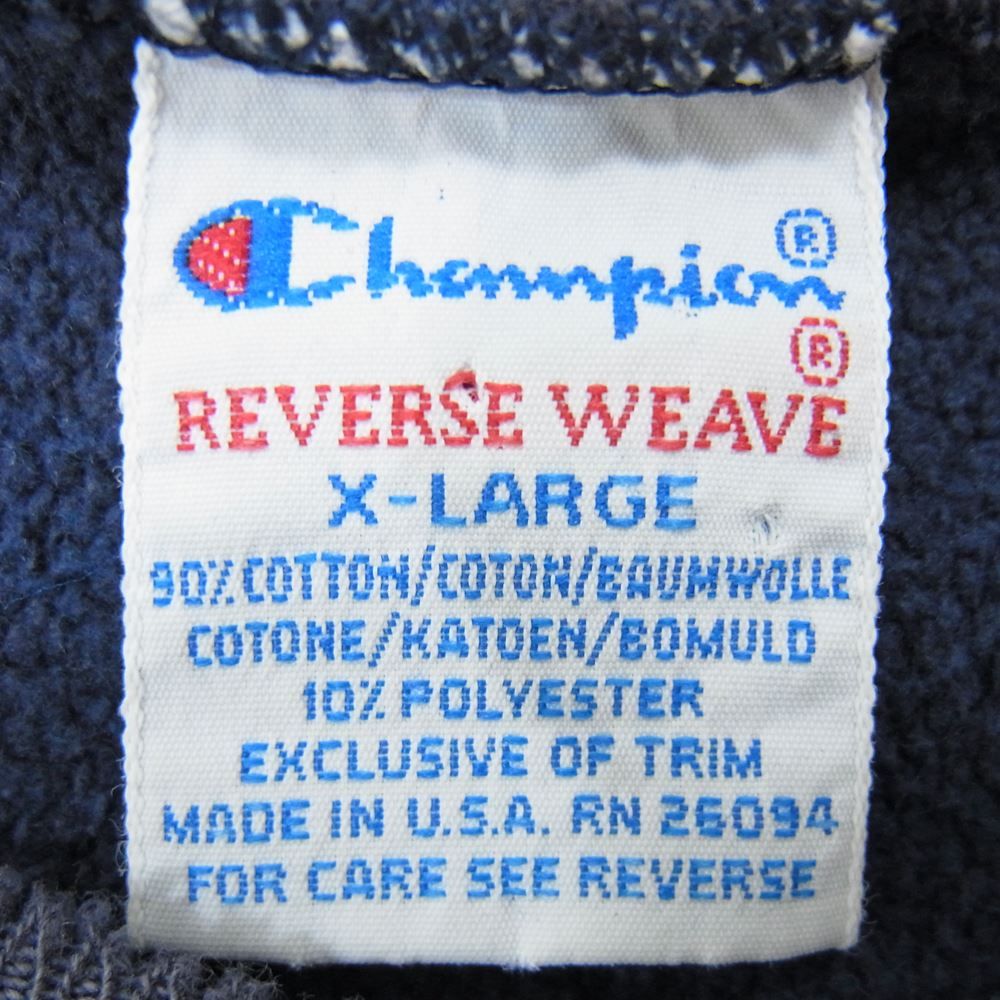 Champion®
REVERSE WEAVE®
X-LARGE
90% COTTON/COTON/BAUMWOLLE
COTONE/KATOEN/BOMULD
10% POLYESTER
EXCLUSIVE OF TRIM
MADE IN U.S.A. RN 26094
FOR CARE SEE REVERSE